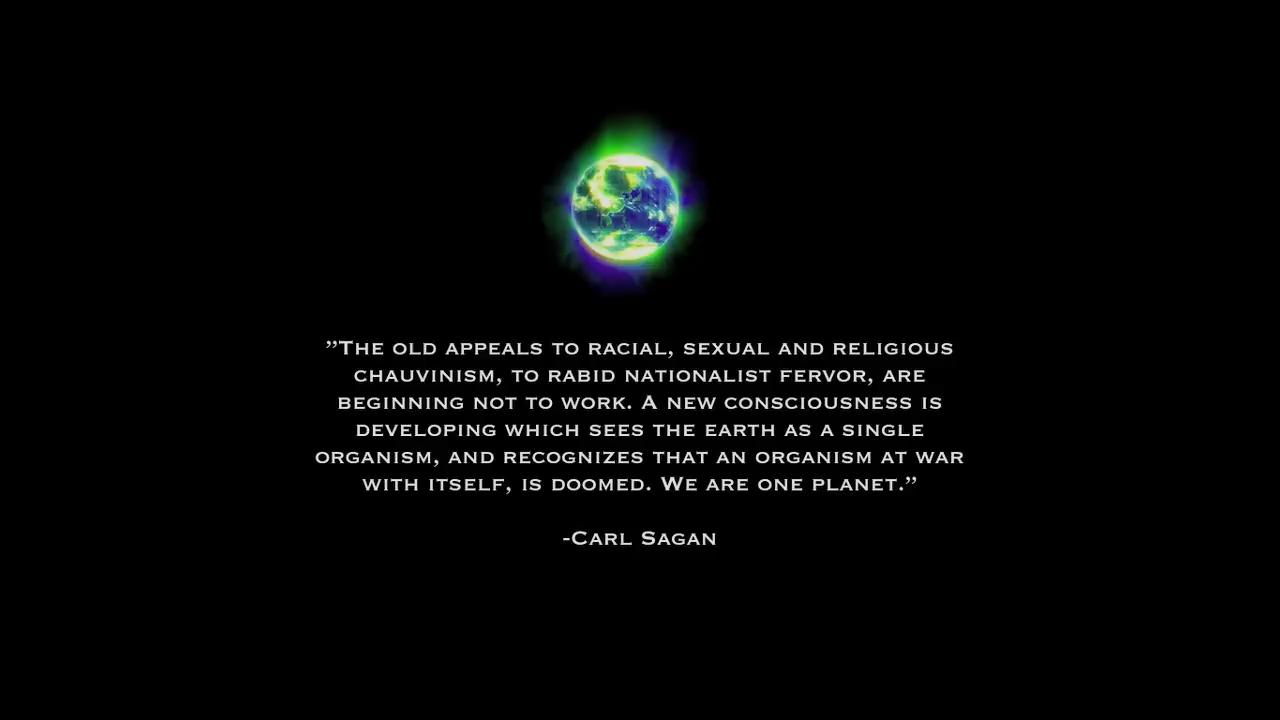 ”The old appeals to racial, sexual and religious
chauvinism, to rabid nationalist fervor, are
beginning not to work. A new consciousness is
developing which sees the earth as a single
organism, and recognizes that an organism at war
with itself, is doomed. We are one planet.”
-Carl Sagan